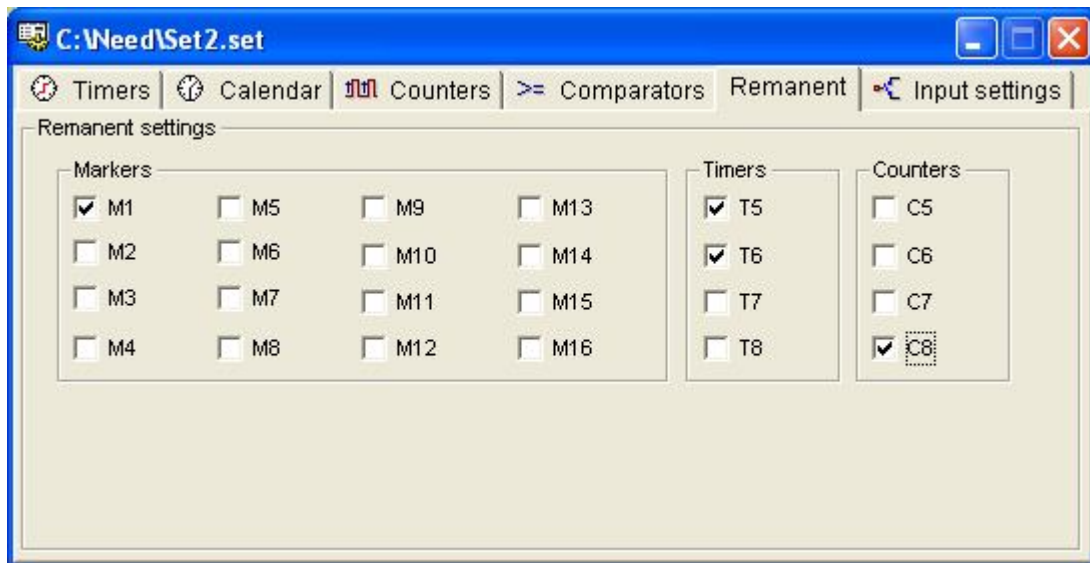 C:\Need\Set2.set
Timers Calendar Counters >= Comparators Remanent Input settings
Remanent settings
Markers Timers Counters
M1 M5 M9 M13 T5 C5
M2 M6 M10 M14 T6 C6
M3 M7 M11 M15 T7 C7
M4 M8 M12 M16 T8 C8